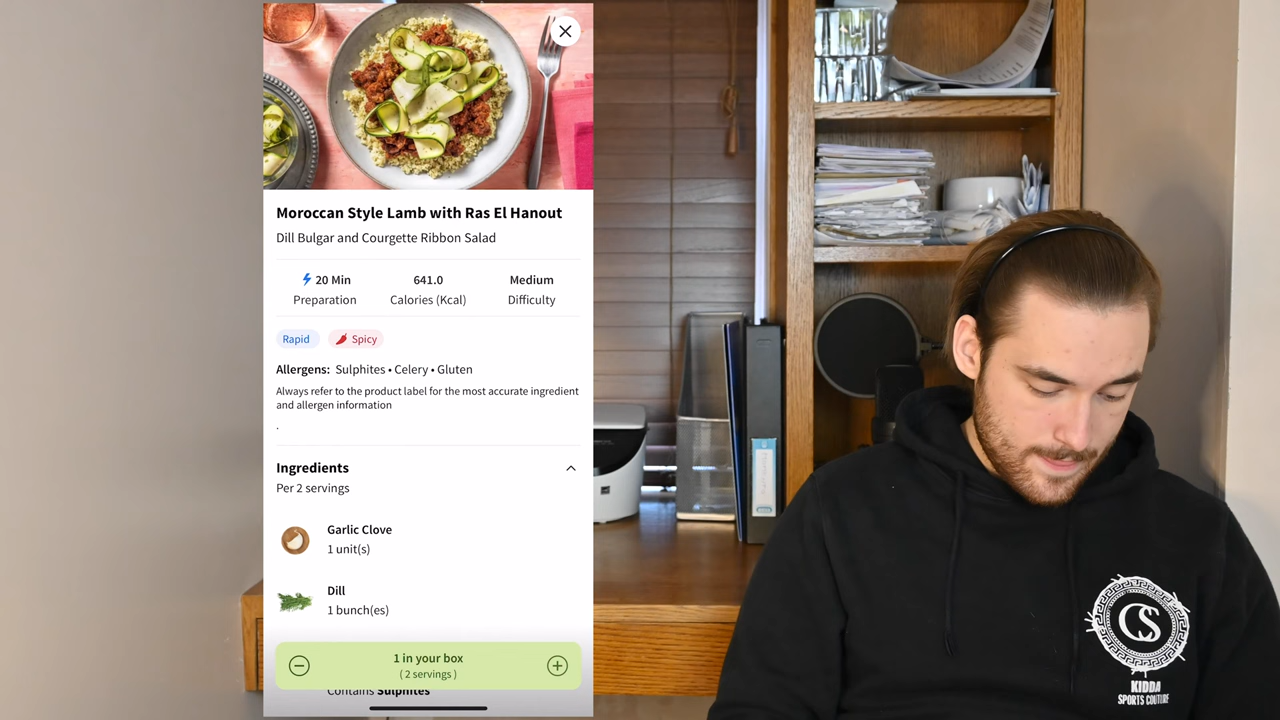 Moroccan Style Lamb with Ras El Hanout
Dill Bulgar and Courgette Ribbon Salad
20 Min
Preparation
641.0
Calories (Kcal)
Medium
Difficulty
Rapid
Spicy
Allergens: Sulphites • Celery • Gluten
Always refer to the product label for the most accurate ingredient
and allergen information
.
Ingredients
Per 2 servings
Garlic Clove
1 unit(s)
Dill
1 bunch(es)
1 in your box
( 2 servings )
Contains Sulphites
CS
KIDDA
SPORTS COUTURE